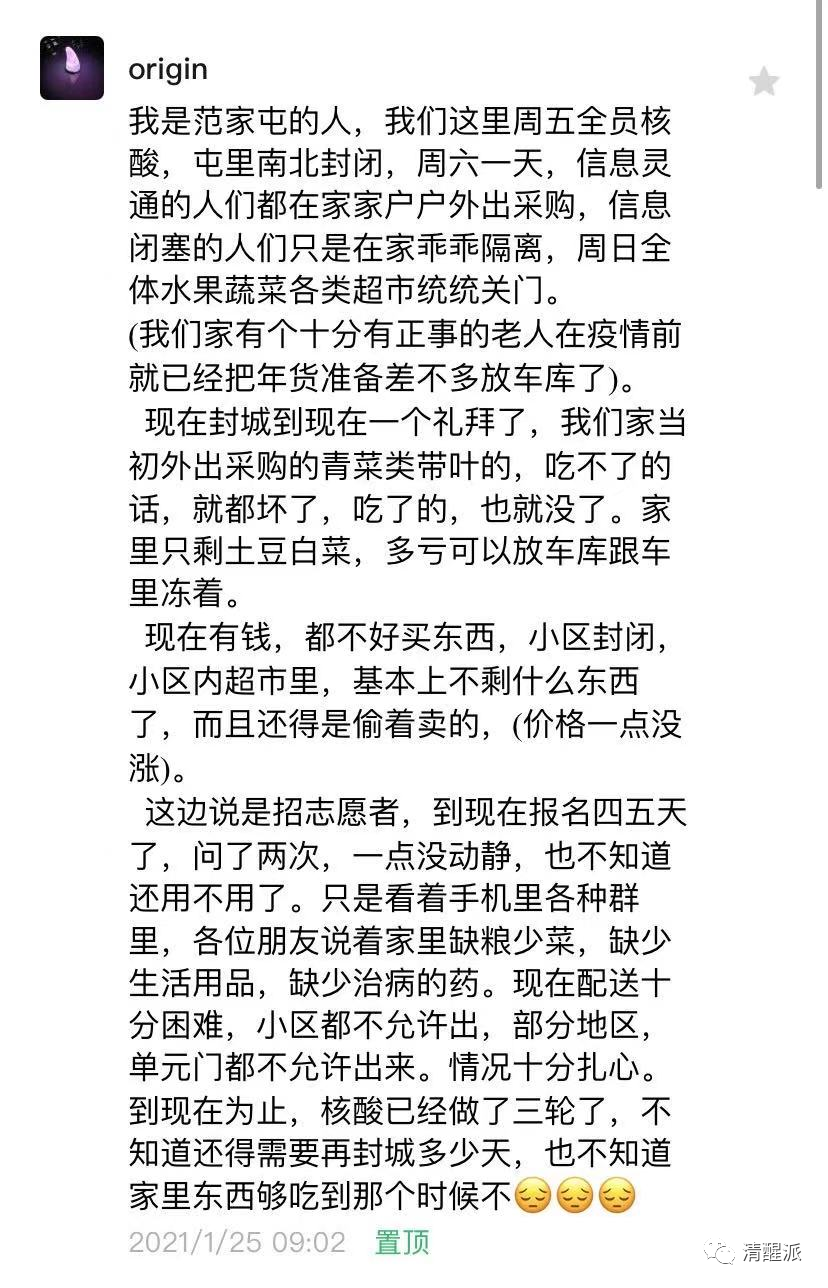 origin
我是范家屯的人，我们这里周五全员核
酸，屯里南北封闭，周六一天，信息灵
通的人们都在家家户户外出采购，信息
闭塞的人们只是在家乖乖隔离，周日全
体水果蔬菜各类超市统统关门。
(我们家有个十分有正事的老人在疫情前
就已经把年货准备差不多放车库了)。
现在封城到现在一个礼拜了，我们家当
初外出采购的青菜类带叶的，吃不了的
话，就都坏了，吃了的，也就没了。家
里只剩土豆白菜，多亏可以放车库跟车
里冻着。
现在有钱，都不好买东西，小区封闭，
小区内超市里，基本上不剩什么东西
了，而且还得是偷着卖的，(价格一点没
涨)。
这边说是招志愿者，到现在报名四五天
了，问了两次，一点没动静，也不知道
还用不用了。只是看着手机里各种群
里，各位朋友说着家里缺粮少菜，缺少
生活用品，缺少治病的药。现在配送十
分困难，小区都不允许出，部分地区，
单元门都不允许出来。情况十分扎心。
到现在为止，核酸已经做了三轮了，不
知道还得需要再封城多少天，也不知道
家里东西够吃到那个时候不😔😔😔
2021/1/25 09:02 置顶
清醒派